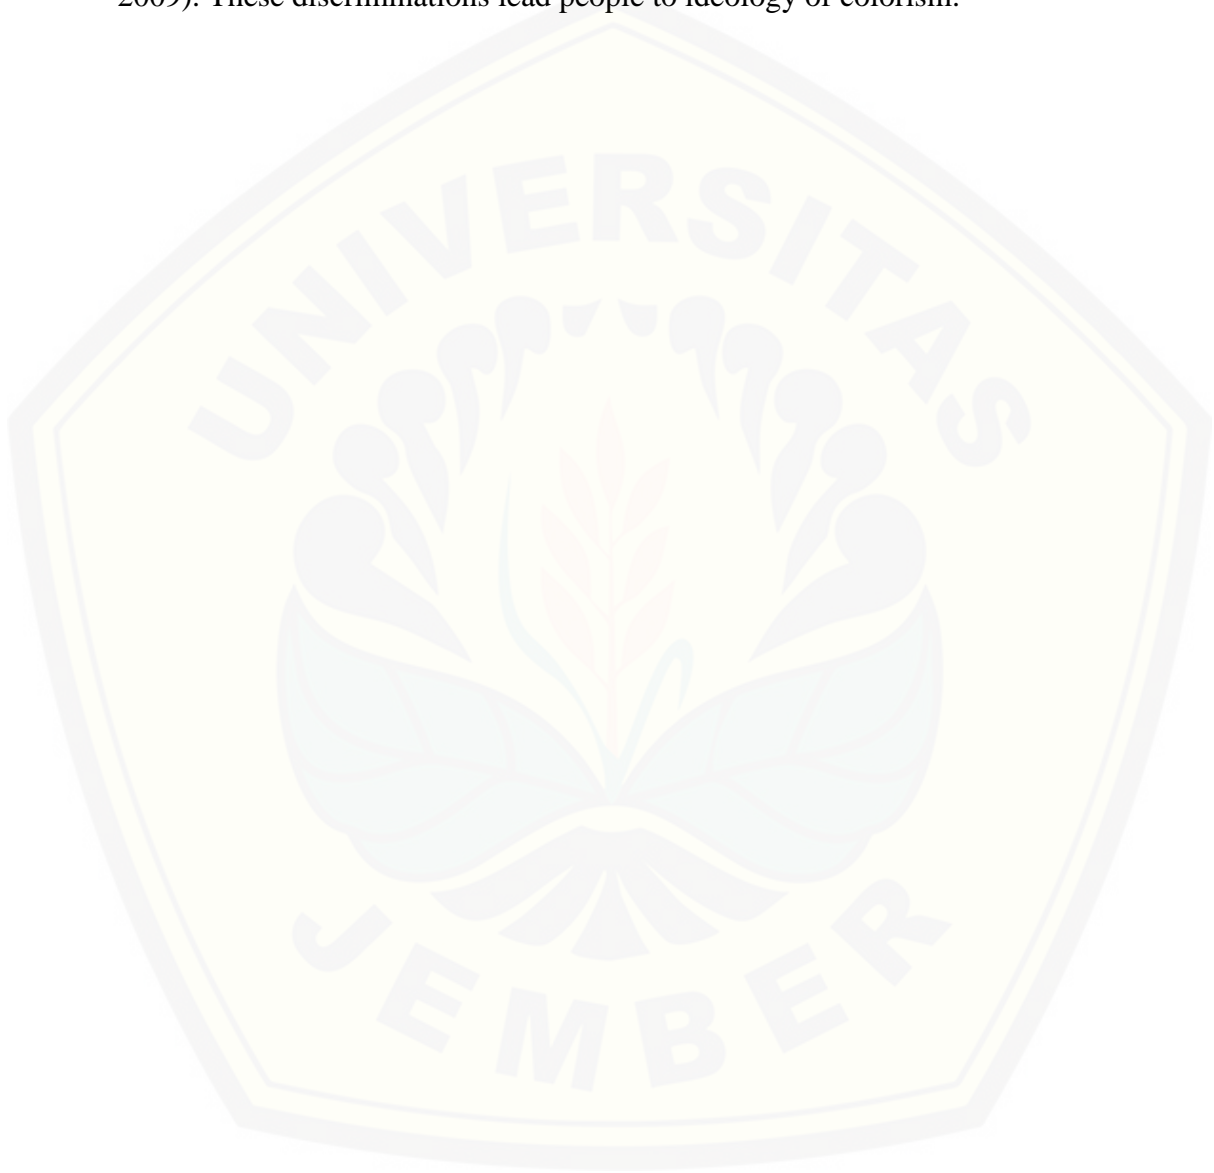 2009). These discriminations lead people to ideology of colorism.
UNIVERSITAS
JEMBER